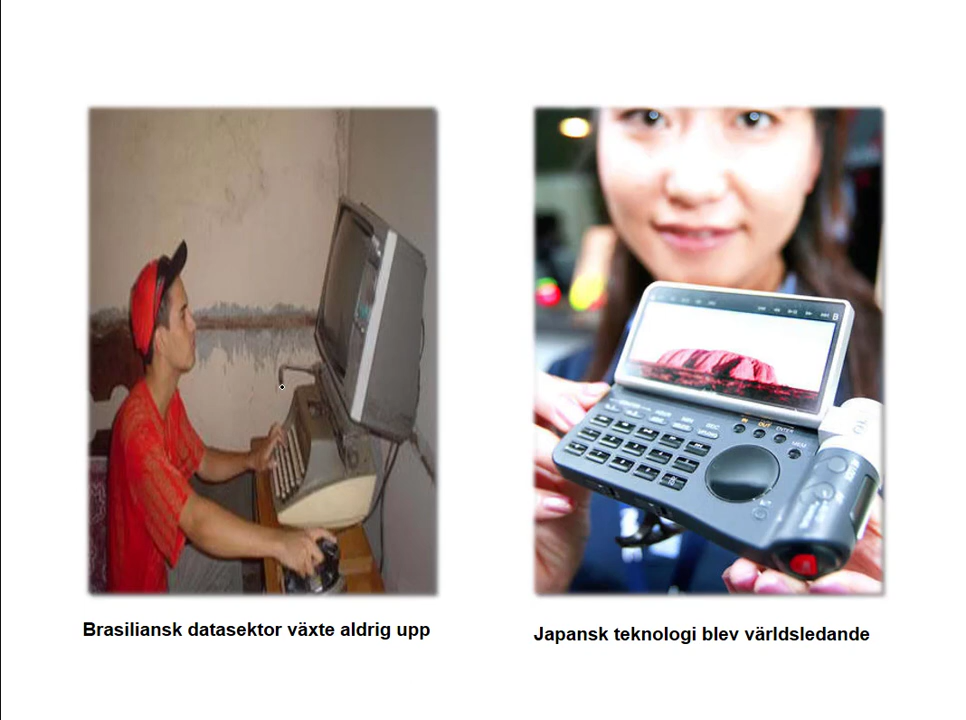 Brasiliansk datasektor växte aldrig upp
Japansk teknologi blev världsledande